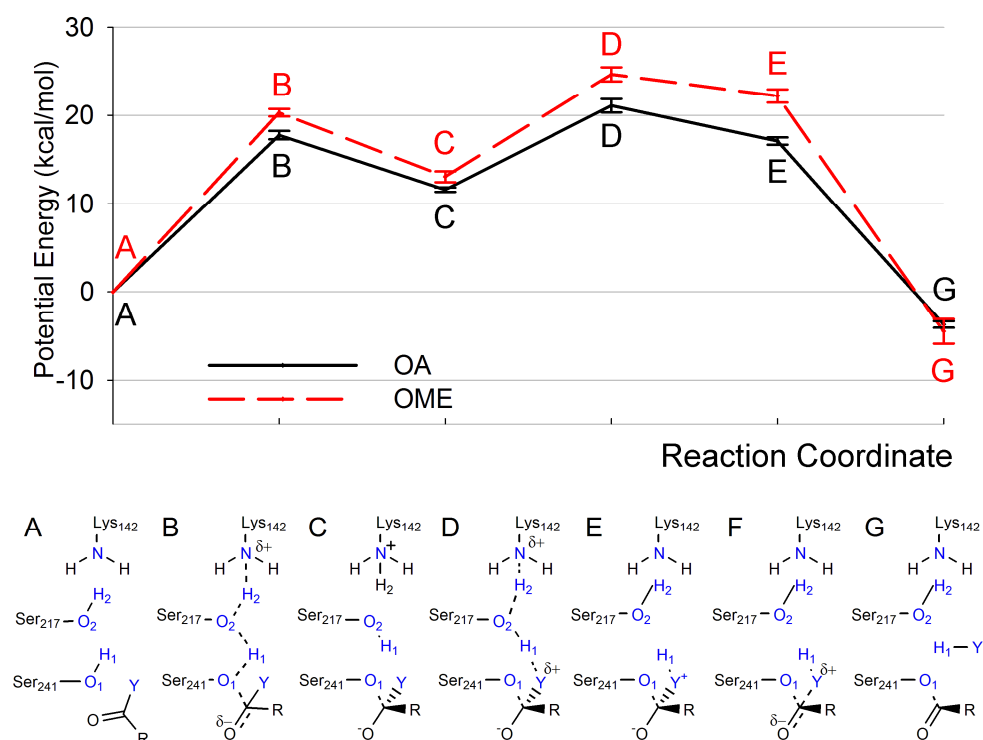 30
20
10
0
-10
Potential Energy (kcal/mol)
A
B
C
D
E
G
A
B
C
D
E
G
OA
OME
Reaction Coordinate
A
Lys142
N
H H
H2
Ser217 O2
H1
Ser241 O1 Y
O
R
B
Lys142
N δ+
H H
H2
Ser217 O2
H1
Ser241 O1 Y
R
δ− O
C
Lys142
N +
H H
H2
Ser217 O2
H1
Ser241 O1 Y
R
-O
D
Lys142
N δ+
H H
H2
Ser217 O2
H1
δ+
Ser241 O1 Y
R
-O
E
Lys142
N
H H
H2
Ser217 O2
H1
Ser241 O1 Y+
R
-O
F
Lys142
N
H H
H2
Ser217 O2
H1
δ+
Ser241 O1 Y
R
δ− O
G
Lys142
N
H H
H2
Ser217 O2
H1 Y
Ser241 O1
R
O